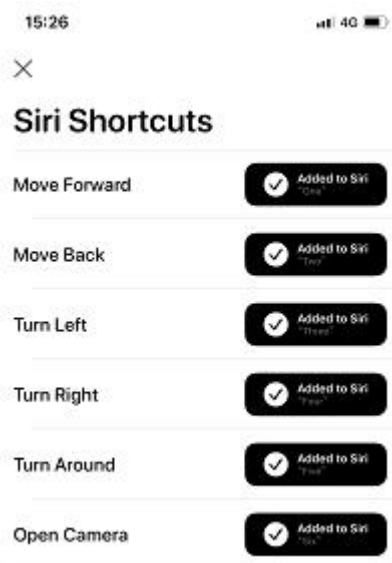 15:26
4G
Siri Shortcuts
Move Forward
Added to Siri
"One"
Move Back
Added to Siri
"Two"
Turn Left
Added to Siri
"Three"
Turn Right
Added to Siri
"Four"
Turn Around
Added to Siri
"Five"
Open Camera
Added to Siri
"Six"